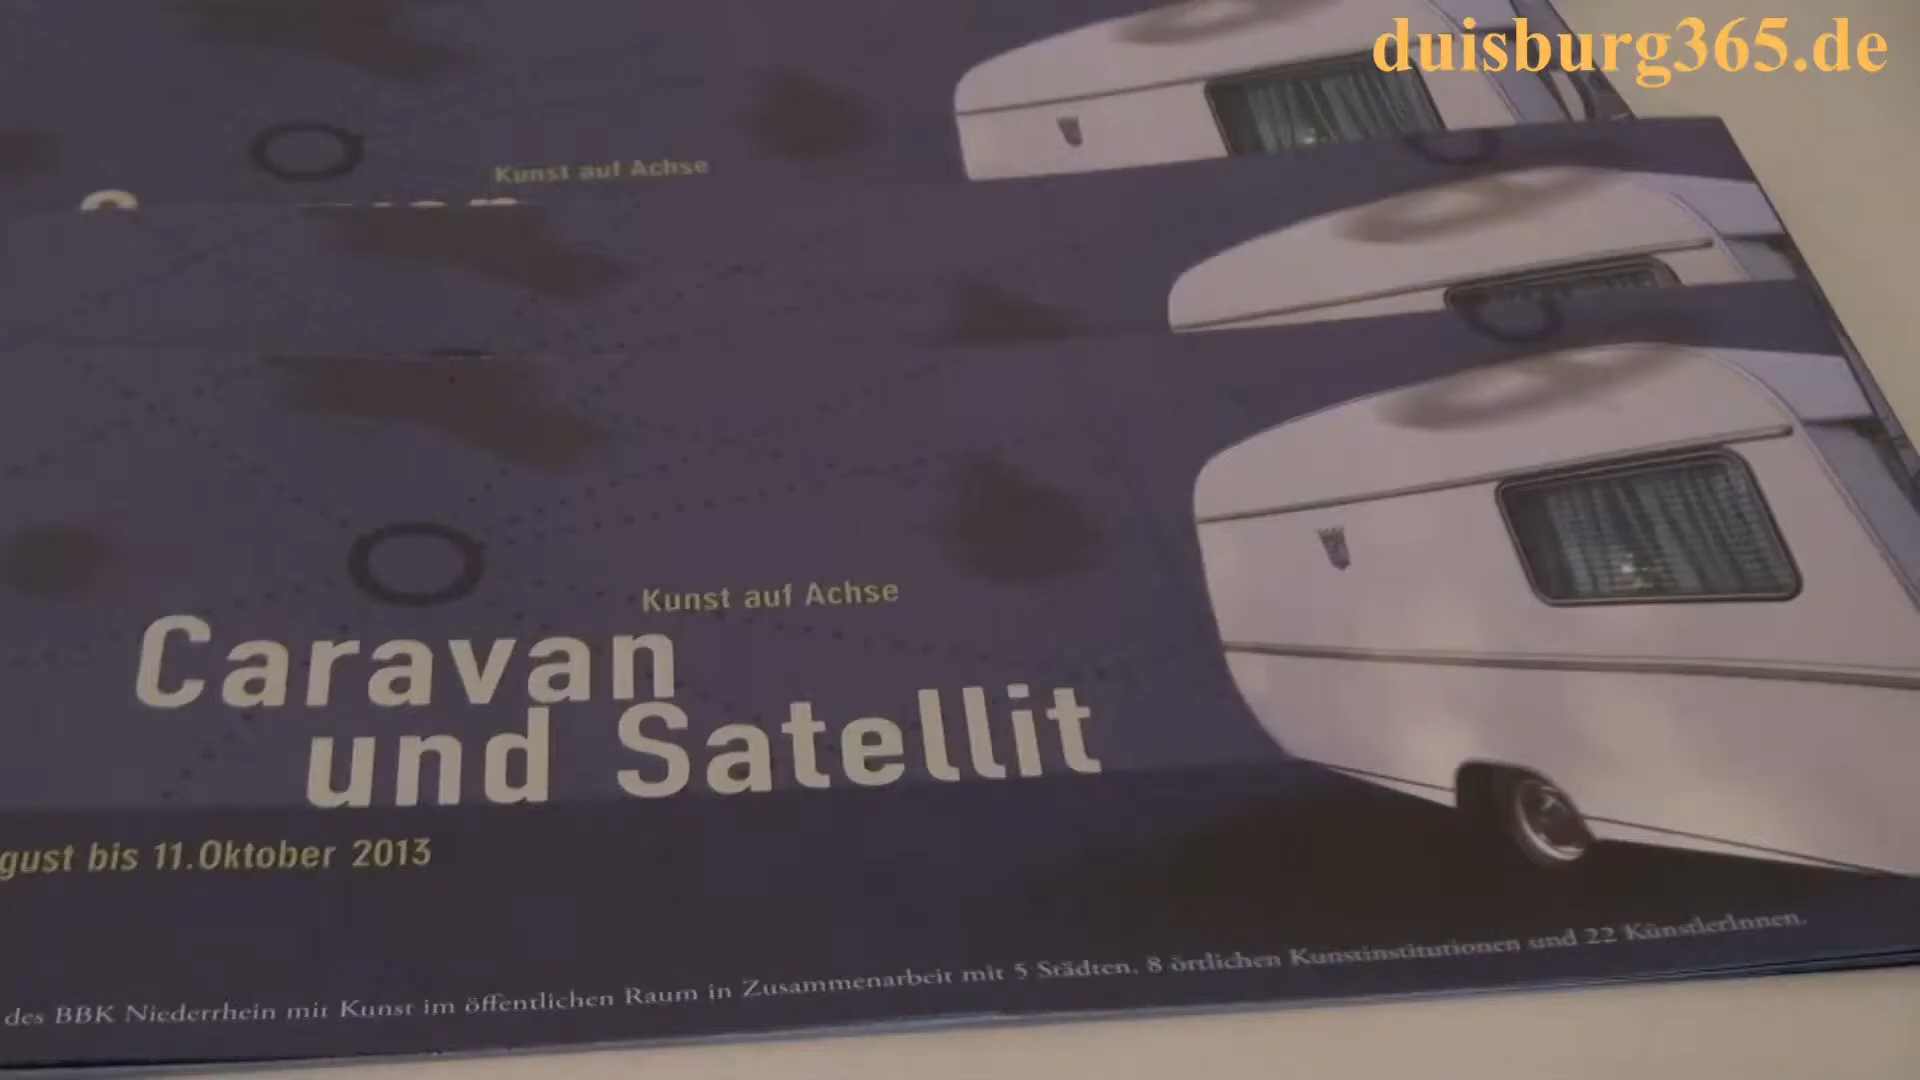 duisburg365.de
Kunst auf Achse
Kunst auf Achse
Caravan
und Satellit
gust bis 11.Oktober 2013
des BBK Niederrhein mit Kunst im öffentlichen Raum in Zusammenarbeit mit 5 Städten, 8 örtlichen Kunstinstitutionen und 22 KünstlerInnen.